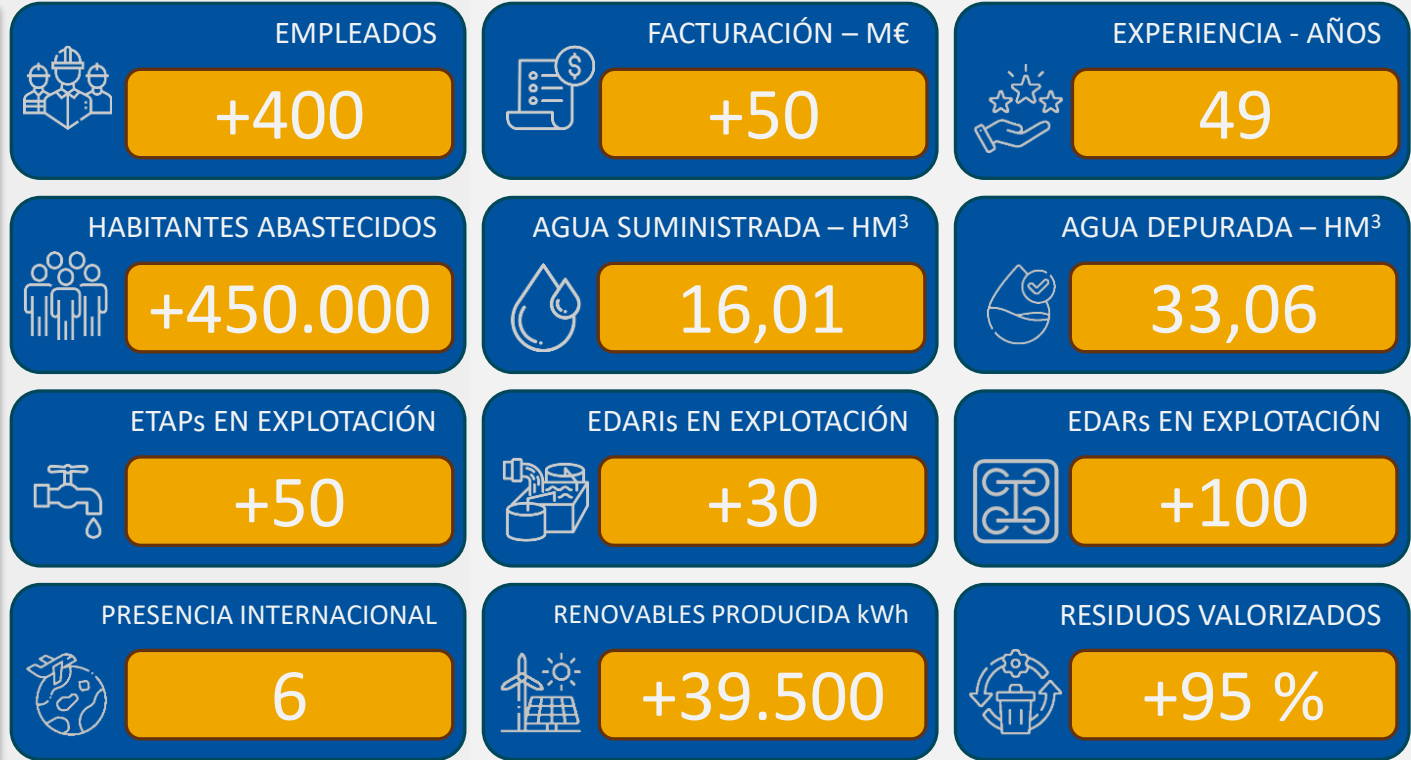 EMPLEADOS
+400
FACTURACIÓN – M€
+50
EXPERIENCIA - AÑOS
49
HABITANTES ABASTECIDOS
+450.000
AGUA SUMINISTRADA – HM³
16,01
AGUA DEPURADA – HM³
33,06
ETAPs EN EXPLOTACIÓN
+50
EDARIs EN EXPLOTACIÓN
+30
EDARs EN EXPLOTACIÓN
+100
PRESENCIA INTERNACIONAL
6
RENOVABLES PRODUCIDA kWh
+39.500
RESIDUOS VALORIZADOS
+95 %